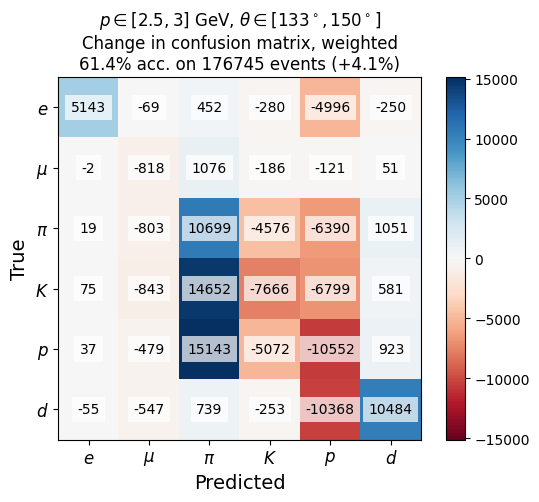 p ∈ [2.5, 3] GeV, θ ∈ [133°, 150°]
Change in confusion matrix, weighted
61.4% acc. on 176745 events (+4.1%)
True
e 5143 -69 452 -280 -4996 -250
μ -2 -818 1076 -186 -121 51
π 19 -803 10699 -4576 -6390 1051
K 75 -843 14652 -7666 -6799 581
p 37 -479 15143 -5072 -10552 923
d -55 -547 739 -253 -10368 10484
e μ π K p d
Predicted
15000
10000
5000
0
−5000
−10000
−15000